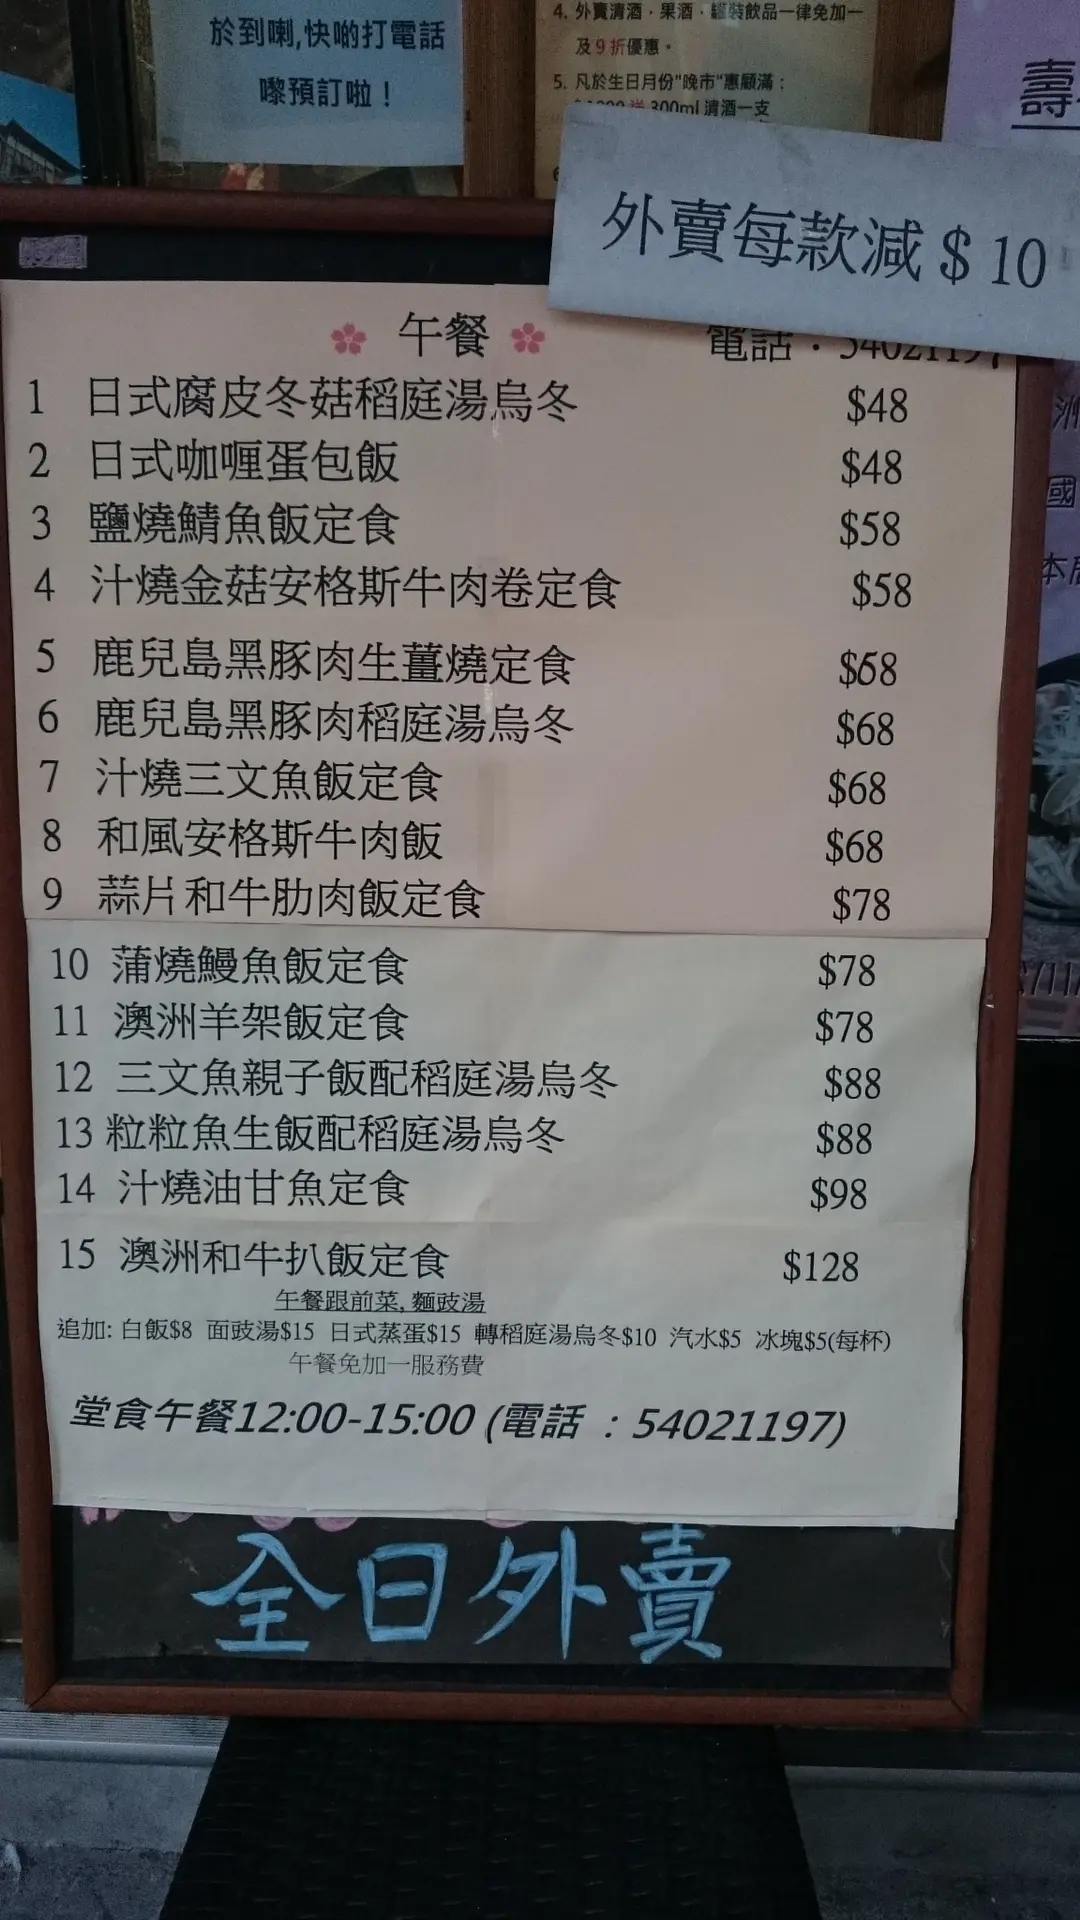 於到喇,快啲打電話
嚟預訂啦！
4. 外賣清酒．果酒．罐裝飲品一律免加一
及9折優惠。
5. 凡於生日月份"晚市"惠顧滿：
送 300ml 清酒一支
壽
外賣每款減 $ 10
午餐
電話：54021197
1 日式腐皮冬菇稻庭湯烏冬 $48
2 日式咖喱蛋包飯 $48
3 鹽燒鯖魚飯定食 $58
4 汁燒金菇安格斯牛肉卷定食 $58
5 鹿兒島黑豚肉生薑燒定食 $68
6 鹿兒島黑豚肉稻庭湯烏冬 $68
7 汁燒三文魚飯定食 $68
8 和風安格斯牛肉飯 $68
9 蒜片和牛肋肉飯定食 $78
10 蒲燒鰻魚飯定食 $78
11 澳洲羊架飯定食 $78
12 三文魚親子飯配稻庭湯烏冬 $88
13 粒粒魚生飯配稻庭湯烏冬 $88
14 汁燒油甘魚定食 $98
15 澳洲和牛扒飯定食 $128
午餐跟前菜, 麵豉湯
追加: 白飯$8 面豉湯$15 日式蒸蛋$15 轉稻庭湯烏冬$10 汽水$5 冰塊$5(每杯)
午餐免加一服務費
堂食午餐12:00-15:00 (電話 ：54021197)
全日外賣